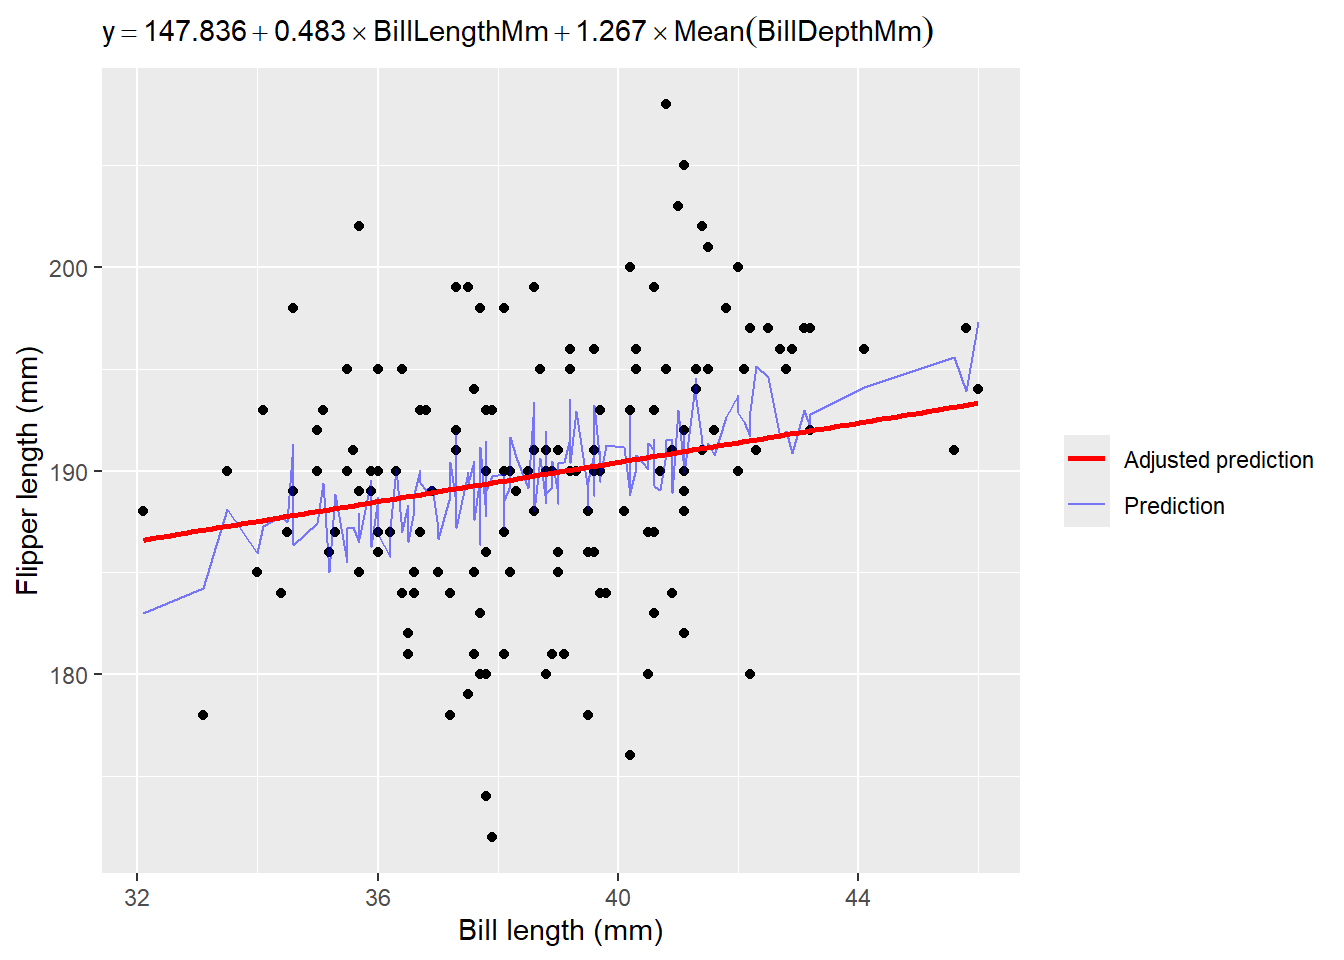 y = 147.836 + 0.483 × BillLengthMm + 1.267 × Mean(BillDepthMm)
200
190
180
Flipper length (mm)
32 36 40 44
Bill length (mm)
Adjusted prediction
Prediction